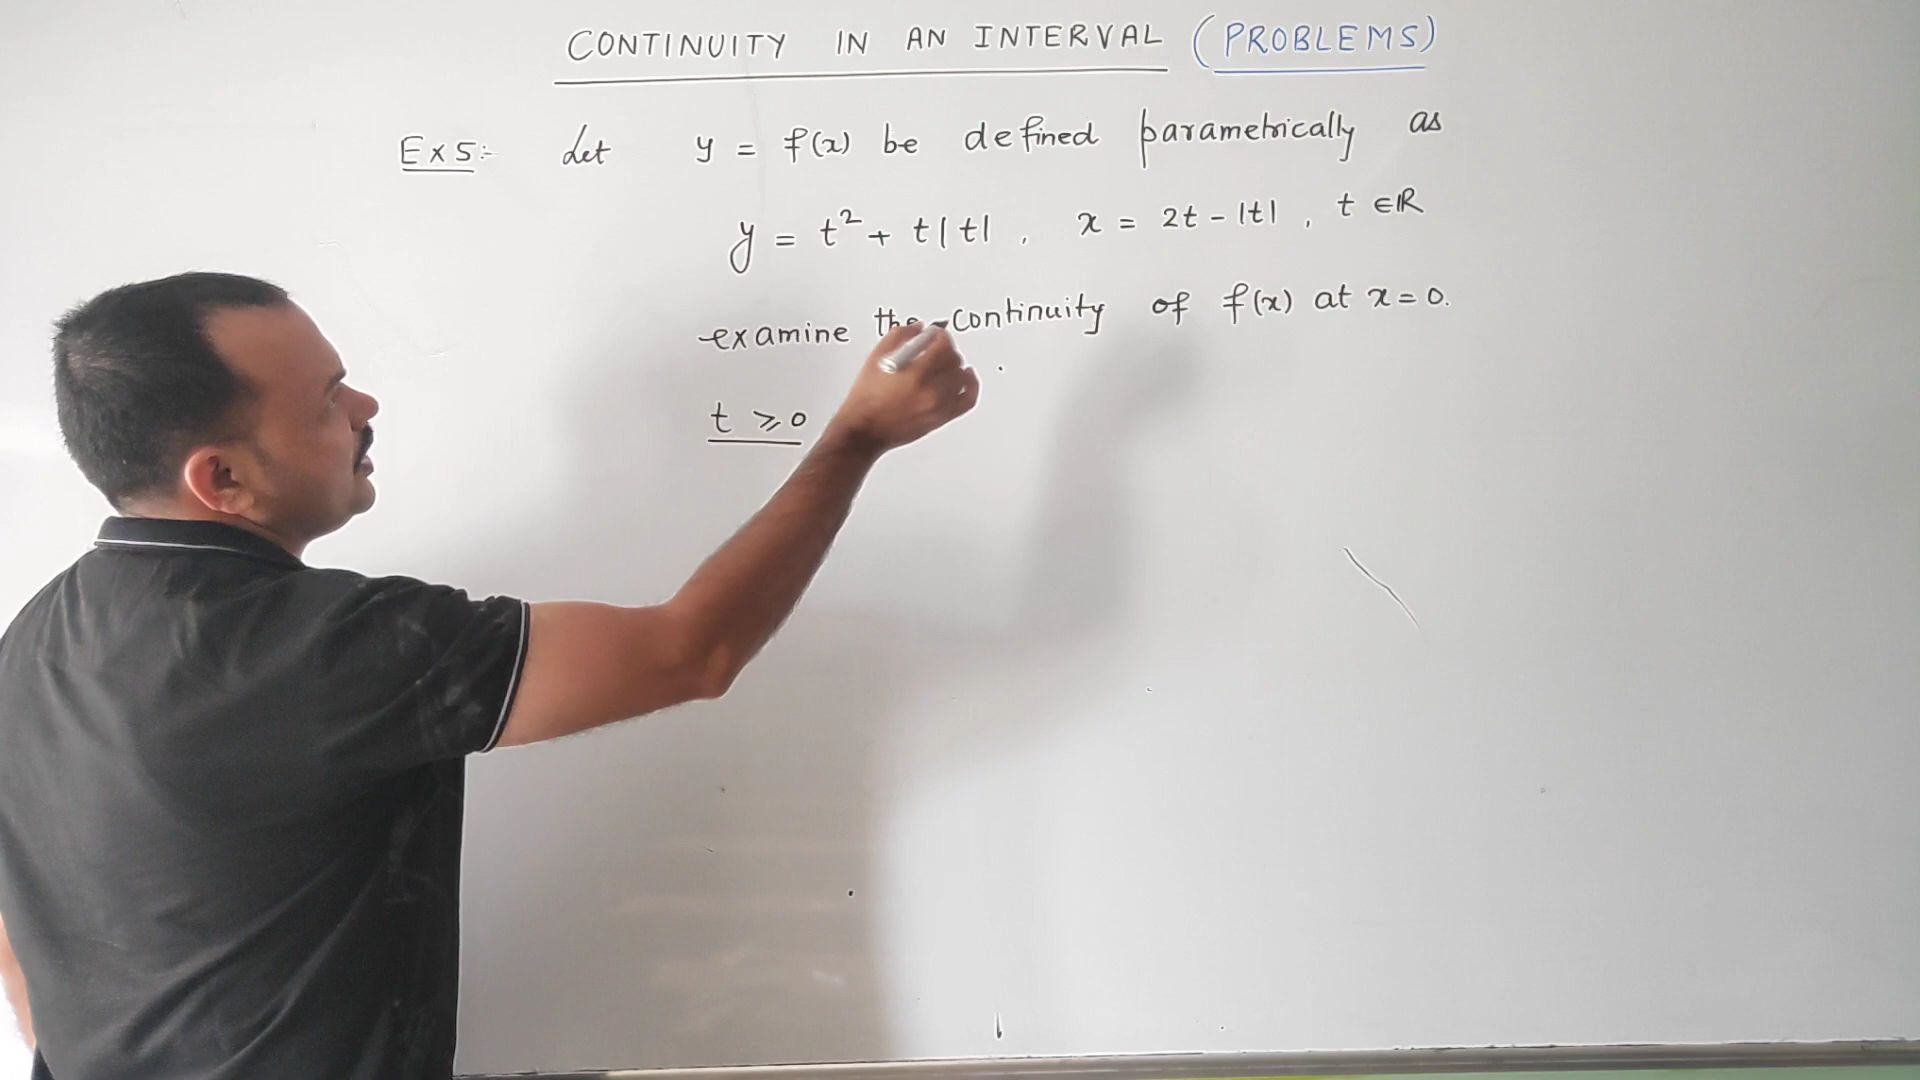 CONTINUITY IN AN INTERVAL (PROBLEMS)
Ex5:- Let y = f(x) be defined parametrically as
y = t² + t|t|, x = 2t - |t|, t ∈ ℝ
examine the continuity of f(x) at x = 0.
t ⩾ 0